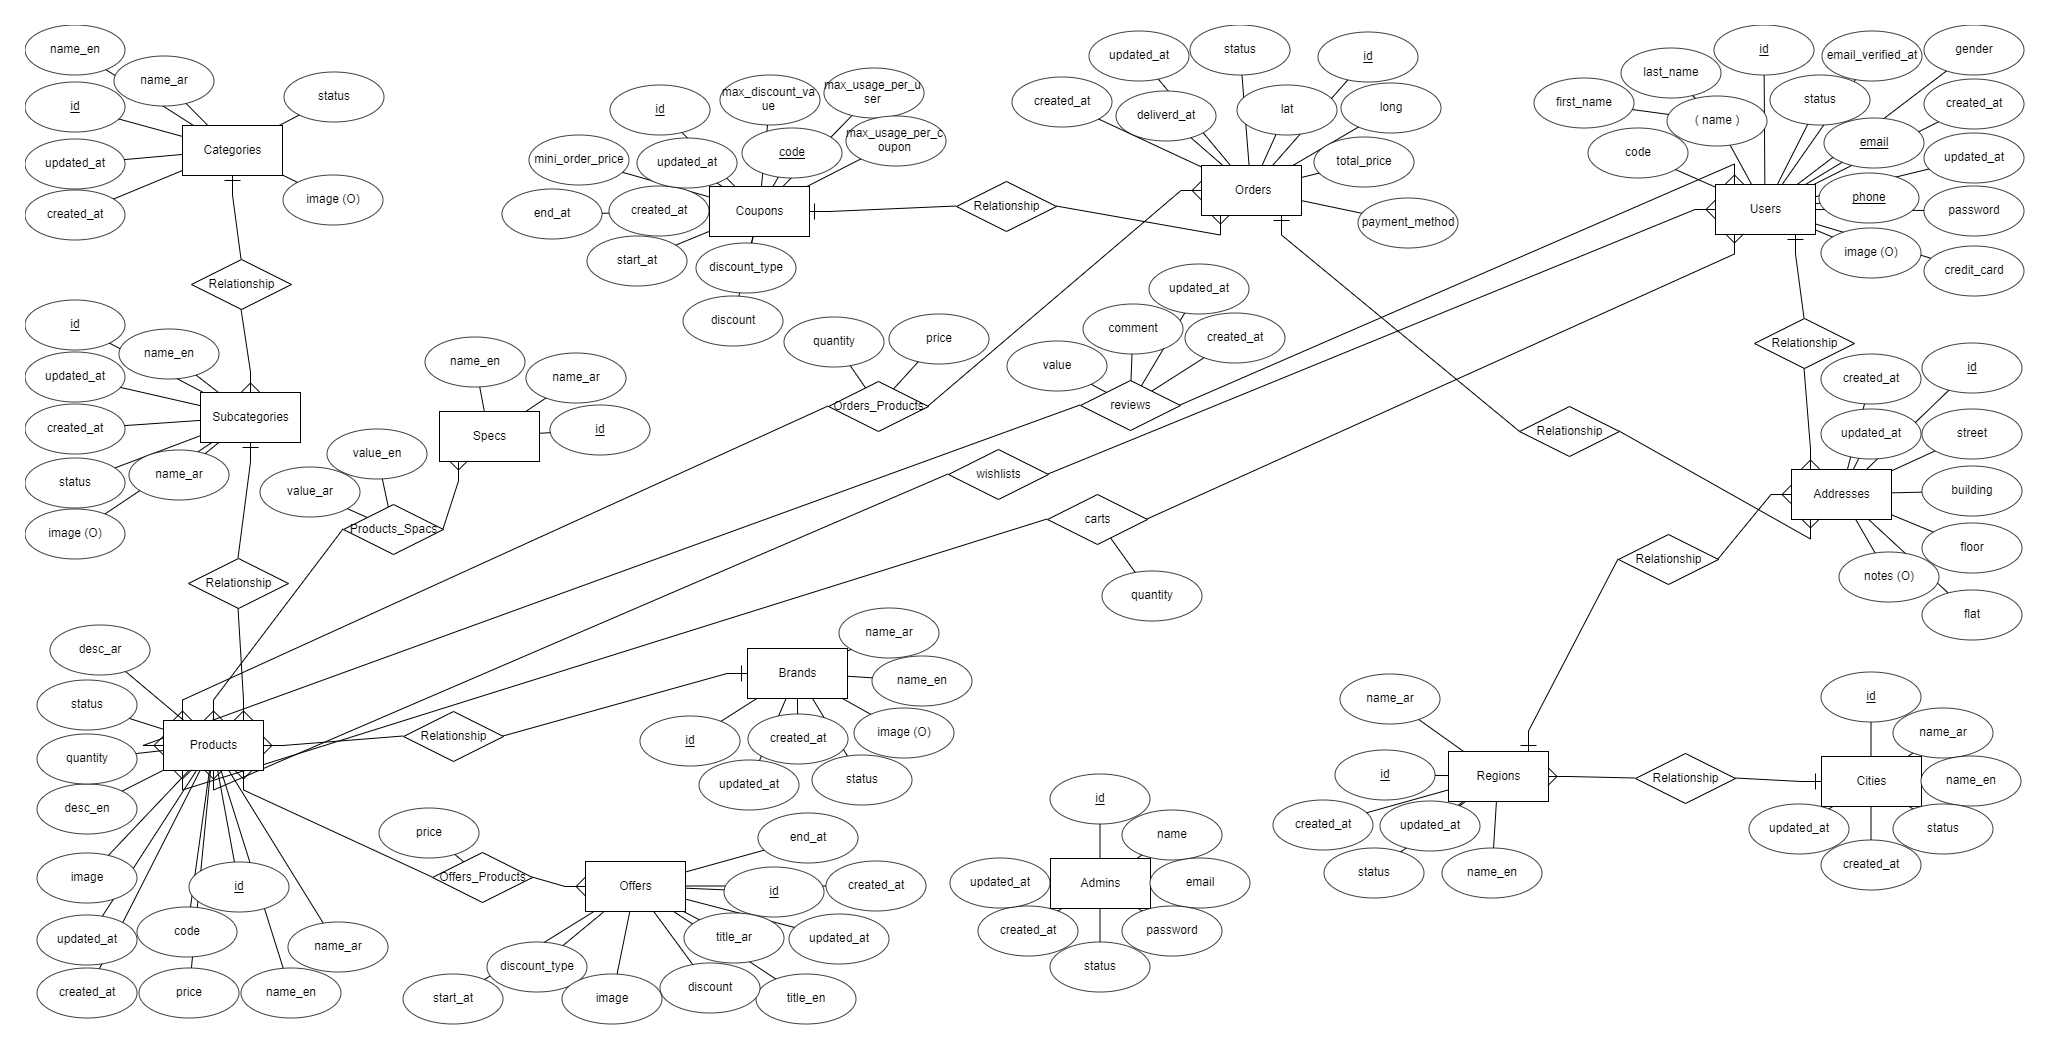 name_en
name_ar
id
status
Categories
updated_at
created_at
image (O)
Relationship
id
name_en
updated_at
Subcategories
created_at
status
name_ar
image (O)
Relationship
id
max_discount_va
lue
max_usage_per_u
ser
max_usage_per_c
oupon
mini_order_price
updated_at
code
end_at
created_at
Coupons
start_at
discount_type
discount
Relationship
updated_at
status
id
created_at
deliverd_at
lat
long
total_price
Orders
payment_method
id
email_verified_at
gender
last_name
first_name
status
created_at
( name )
code
email
updated_at
phone
password
Users
image (O)
credit_card
Relationship
name_en
name_ar
Specs
id
value_en
value_ar
Products_Spacs
quantity
price
Orders_Products
updated_at
comment
created_at
value
reviews
wishlists
carts
quantity
Relationship
created_at
id
updated_at
street
Addresses
building
floor
notes (O)
flat
Relationship
desc_ar
status
quantity
Products
desc_en
image
id
updated_at
code
name_ar
created_at
price
name_en
Relationship
name_ar
Brands
name_en
id
created_at
image (O)
updated_at
status
price
Offers_Products
end_at
Offers
id
created_at
title_ar
updated_at
discount_type
start_at
image
discount
title_en
id
name
updated_at
Admins
email
created_at
password
status
name_ar
id
Regions
created_at
updated_at
status
name_en
Relationship
id
name_ar
Cities
name_en
updated_at
status
created_at